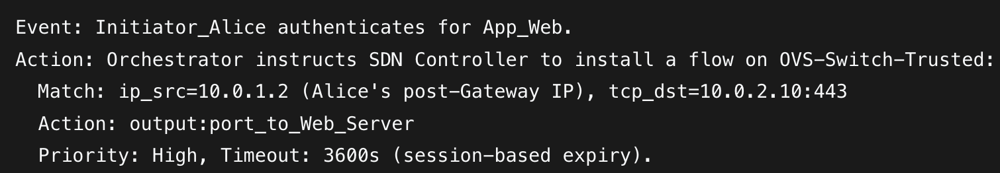 Event: Initiator_Alice authenticates for App_Web.
Action: Orchestrator instructs SDN Controller to install a flow on OVS-Switch-Trusted:
Match: ip_src=10.0.1.2 (Alice's post-Gateway IP), tcp_dst=10.0.2.10:443
Action: output:port_to_Web_Server
Priority: High, Timeout: 3600s (session-based expiry).